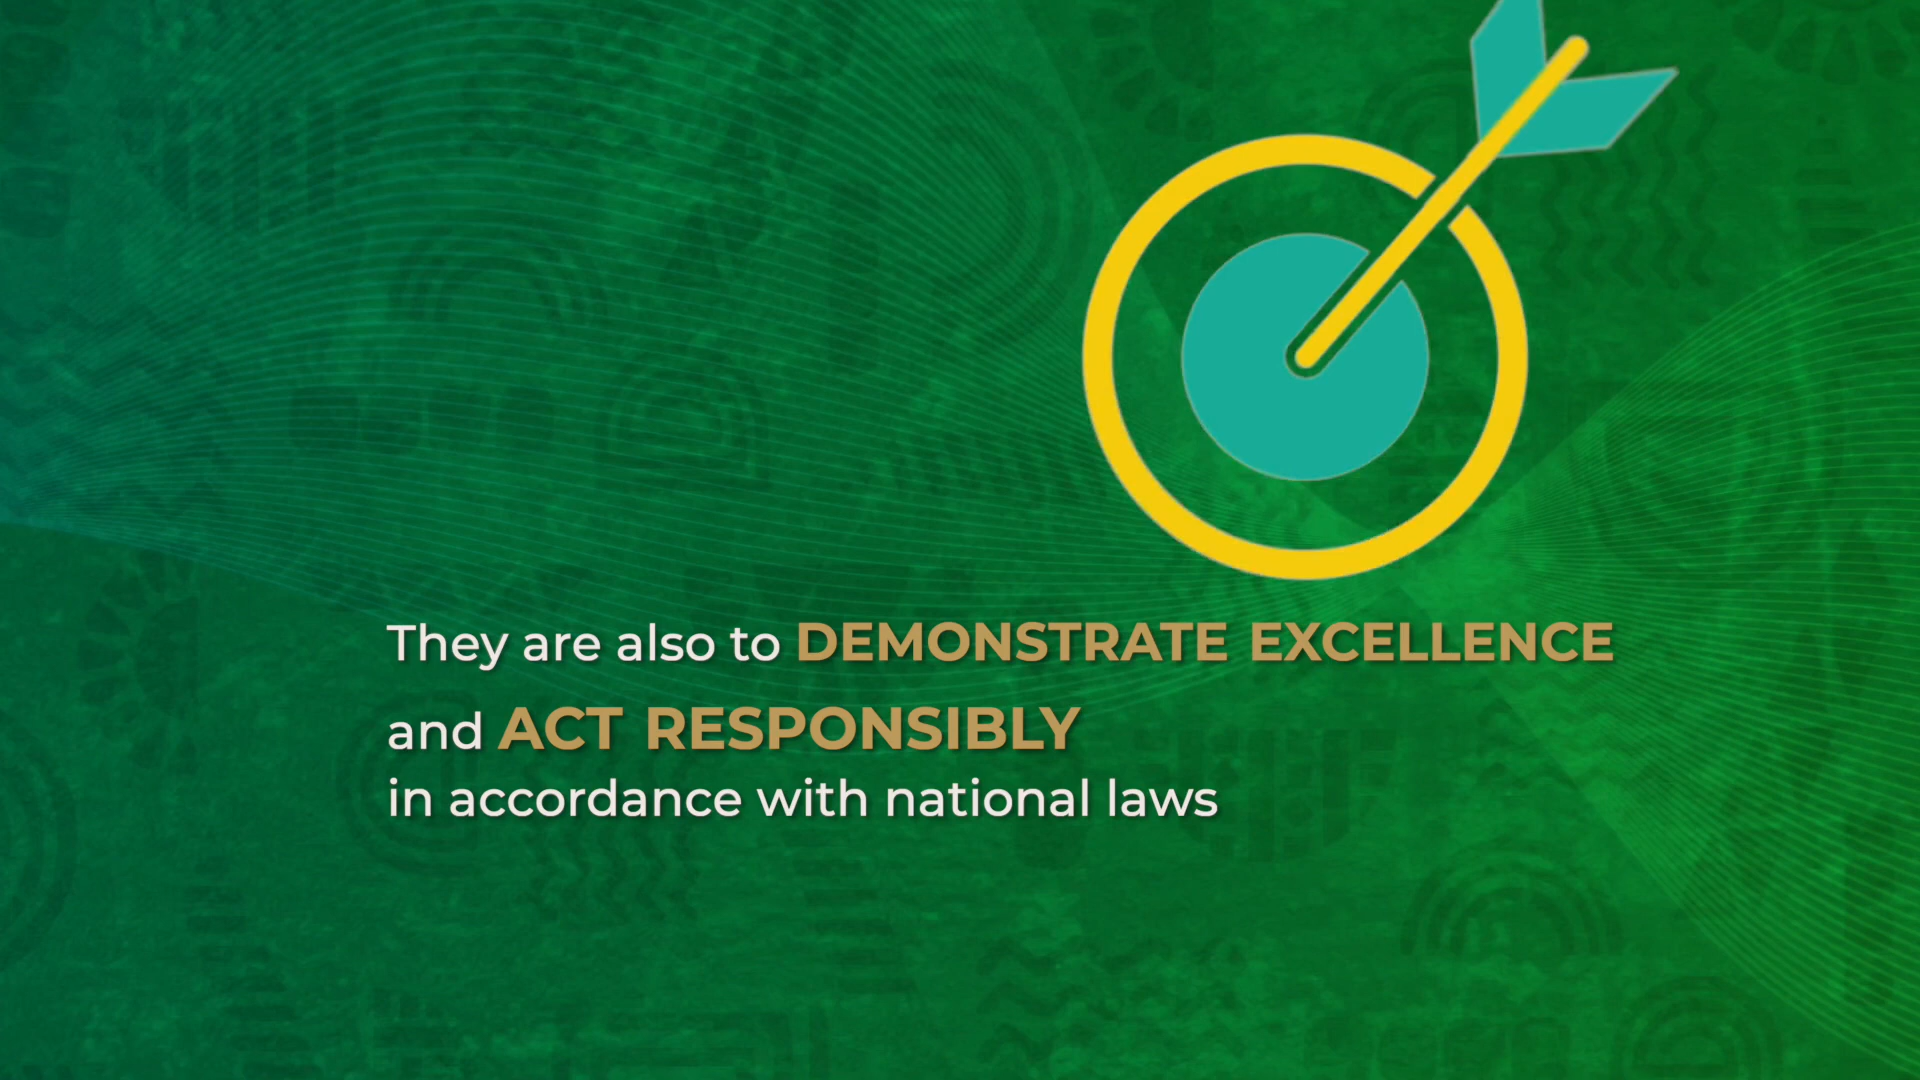 They are also to DEMONSTRATE EXCELLENCE
and ACT RESPONSIBLY
in accordance with national laws